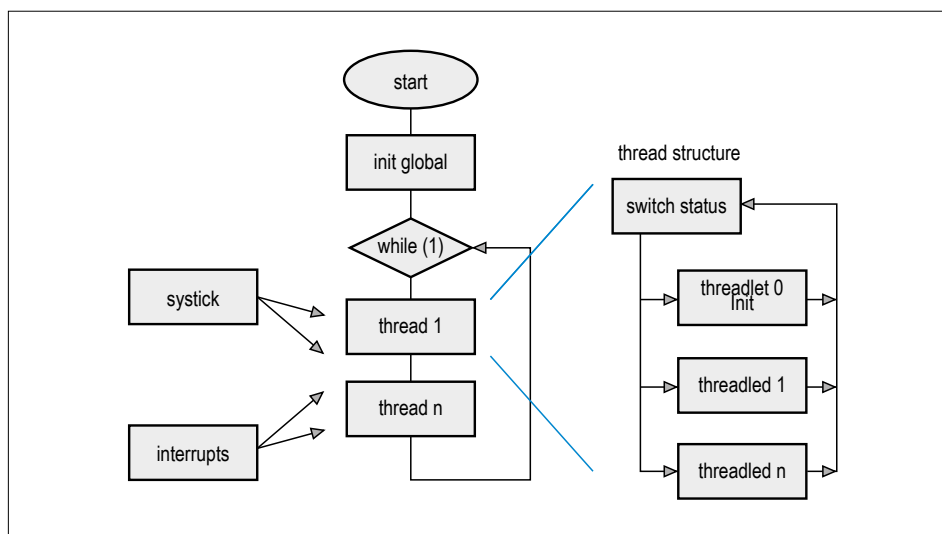 start
init global
while (1)
thread 1
thread n
systick
interrupts
thread structure
switch status
threadlet 0
Init
threadled 1
threadled n